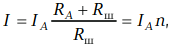 I = I_A (R_A + R_ш) / R_ш = I_A n,